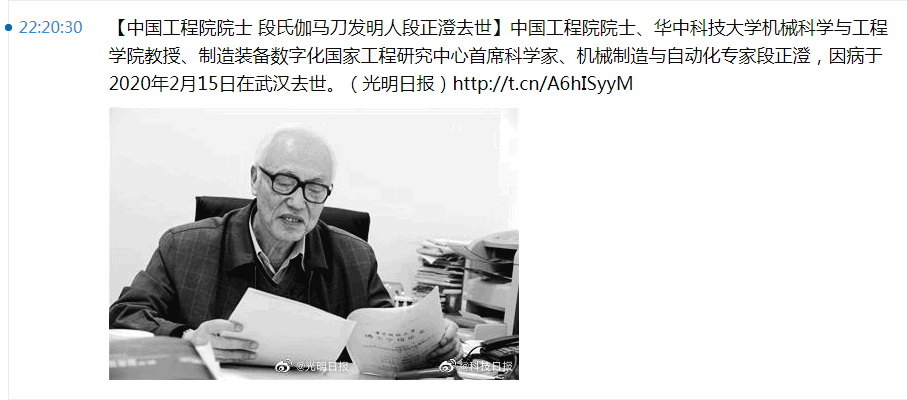 22:20:30
【中国工程院院士 段氏伽马刀发明人段正澄去世】中国工程院院士、华中科技大学机械科学与工程
学院教授、制造装备数字化国家工程研究中心首席科学家、机械制造与自动化专家段正澄，因病于
2020年2月15日在武汉去世。（光明日报）http://t.cn/A6hISyyM
@光明日报
@科技日报